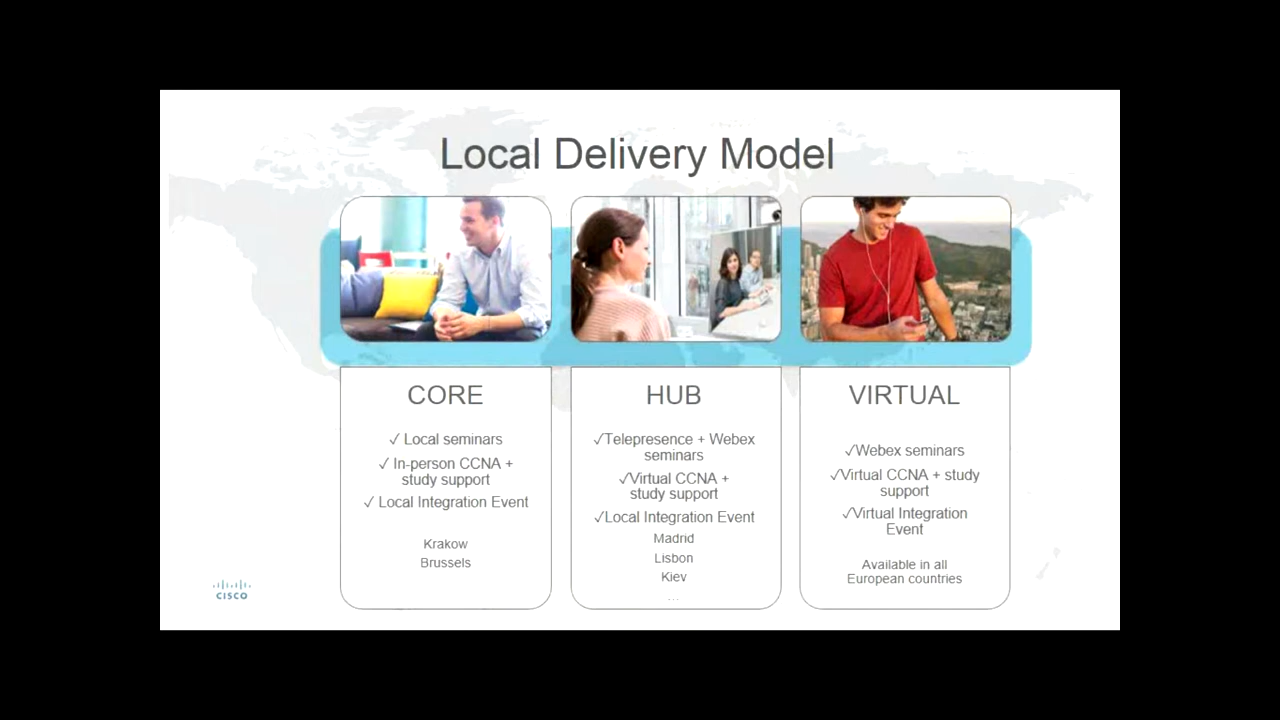 Local Delivery Model
CORE
✓ Local seminars
✓ In-person CCNA +
study support
✓ Local Integration Event
Krakow
Brussels
HUB
✓Telepresence + Webex
seminars
✓Virtual CCNA +
study support
✓Local Integration Event
Madrid
Lisbon
Kiev
...
VIRTUAL
✓Webex seminars
✓Virtual CCNA + study
support
✓Virtual Integration
Event
Available in all
European countries
CISCO